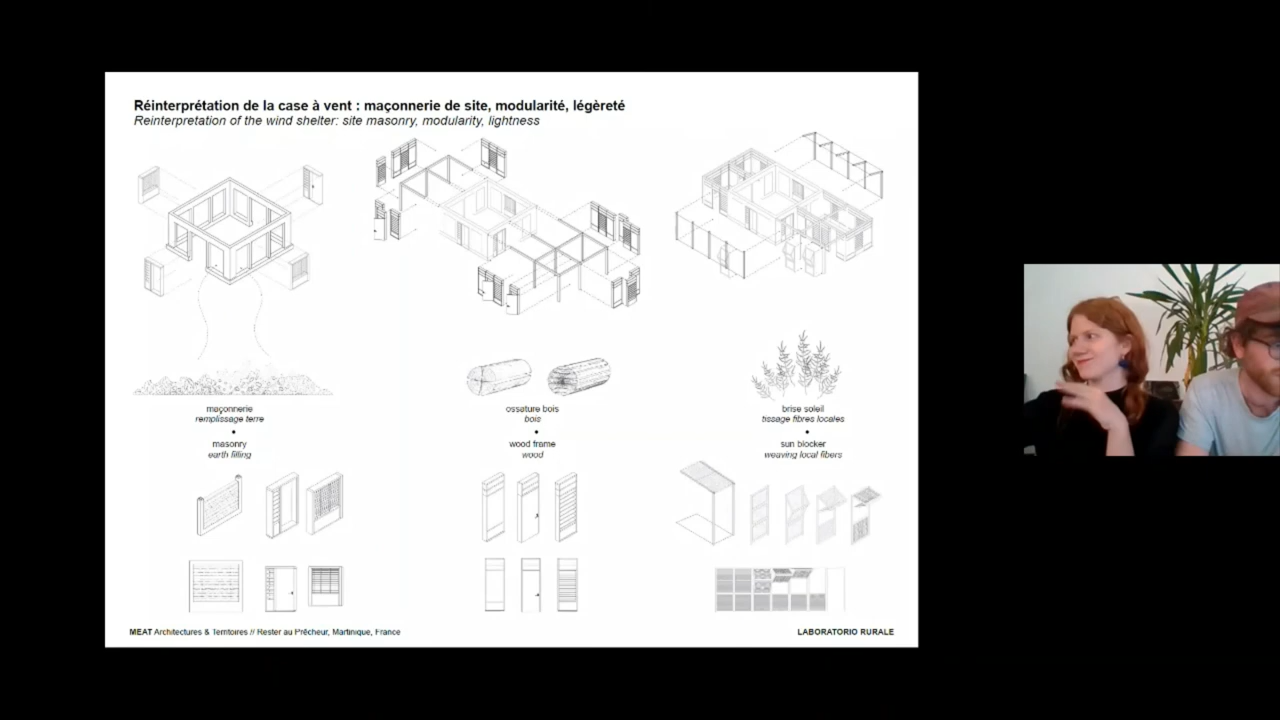 Réinterprétation de la case à vent : maçonnerie de site, modularité, légèreté
Reinterpretation of the wind shelter: site masonry, modularity, lightness
maçonnerie
remplissage terre
•
masonry
earth filling
ossature bois
bois
•
wood frame
wood
brise soleil
tissage fibres locales
•
sun blocker
weaving local fibers
MEAT Architectures & Territoires // Rester au Prêcheur, Martinique, France
LABORATORIO RURALE